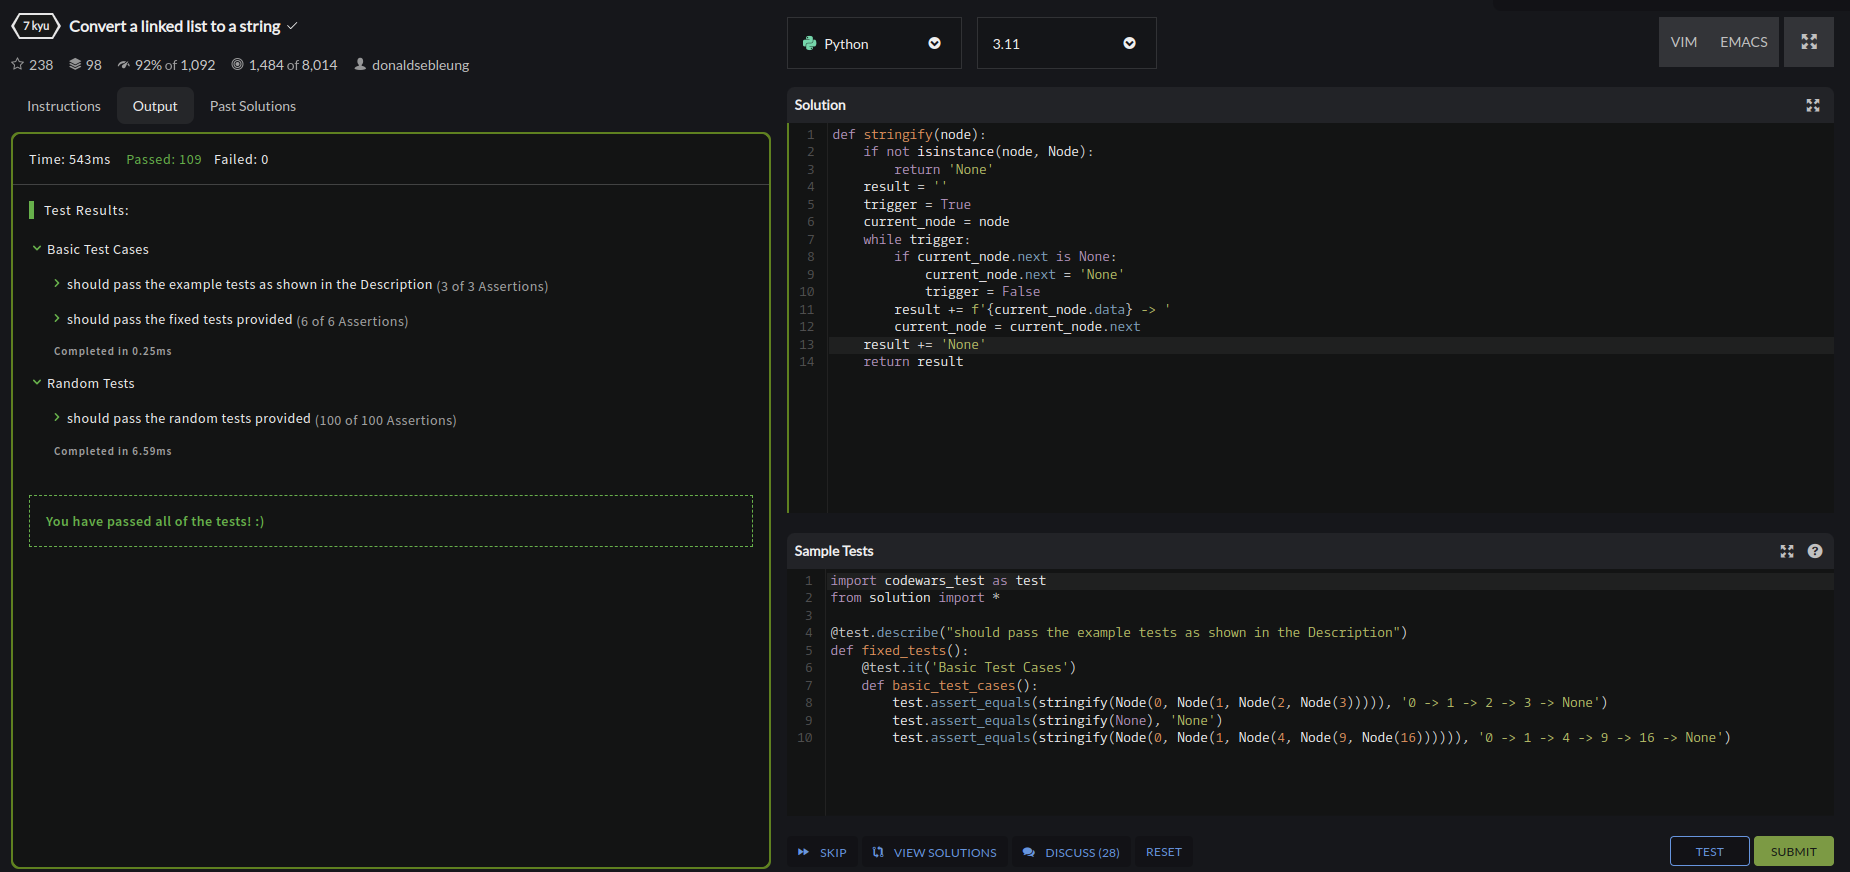 7 kyu Convert a linked list to a string
238 98 92% of 1,092 1,484 of 8,014 donaldsebleung
Instructions Output Past Solutions
Time: 543ms Passed: 109 Failed: 0
Test Results:
Basic Test Cases
should pass the example tests as shown in the Description (3 of 3 Assertions)
should pass the fixed tests provided (6 of 6 Assertions)
Completed in 0.25ms
Random Tests
should pass the random tests provided (100 of 100 Assertions)
Completed in 6.59ms
You have passed all of the tests! :)
Python 3.11 VIM EMACS
Solution
1 def stringify(node):
2     if not isinstance(node, Node):
3         return 'None'
4     result = ''
5     trigger = True
6     current_node = node
7     while trigger:
8         if current_node.next is None:
9             current_node.next = 'None'
10             trigger = False
11         result += f'{current_node.data} -> '
12         current_node = current_node.next
13     result += 'None'
14     return result
Sample Tests
1 import codewars_test as test
2 from solution import *
3
4 @test.describe("should pass the example tests as shown in the Description")
5 def fixed_tests():
6     @test.it('Basic Test Cases')
7     def basic_test_cases():
8         test.assert_equals(stringify(Node(0, Node(1, Node(2, Node(3))))), '0 -> 1 -> 2 -> 3 -> None')
9         test.assert_equals(stringify(None), 'None')
10         test.assert_equals(stringify(Node(0, Node(1, Node(4, Node(9, Node(16)))))), '0 -> 1 -> 4 -> 9 -> 16 -> None')
SKIP VIEW SOLUTIONS DISCUSS (28) RESET TEST SUBMIT